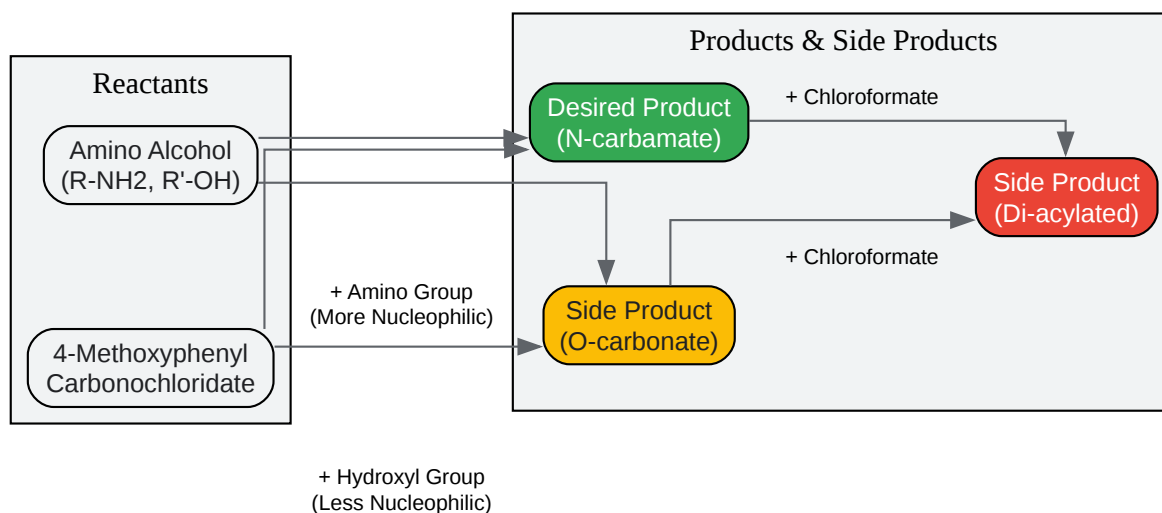 Reactants
Amino Alcohol
(R-NH2, R'-OH)
4-Methoxyphenyl
Carbonochloridate
+ Amino Group
(More Nucleophilic)
+ Hydroxyl Group
(Less Nucleophilic)
Products & Side Products
Desired Product
(N-carbamate)
+ Chloroformate
Side Product
(Di-acylated)
+ Chloroformate
Side Product
(O-carbonate)